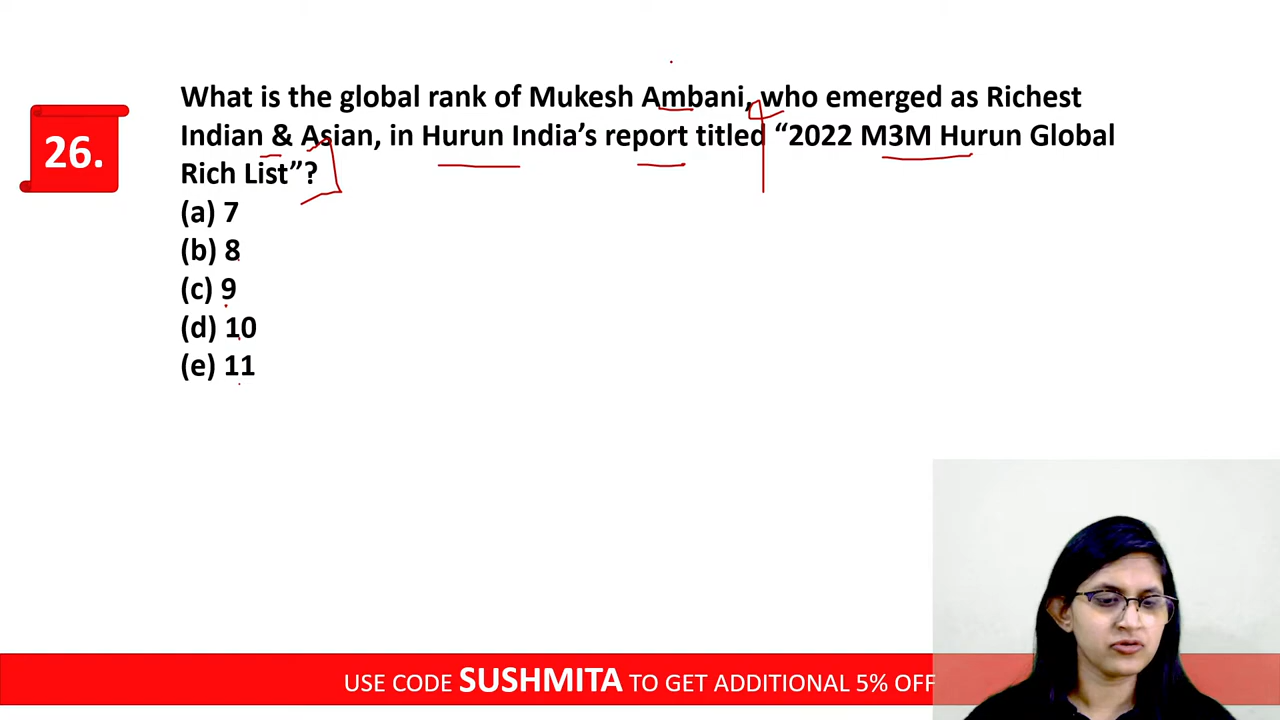 26.
What is the global rank of Mukesh Ambani, who emerged as Richest
Indian & Asian, in Hurun India’s report titled “2022 M3M Hurun Global
Rich List”?
(a) 7
(b) 8
(c) 9
(d) 10
(e) 11
USE CODE SUSHMITA TO GET ADDITIONAL 5% OFF